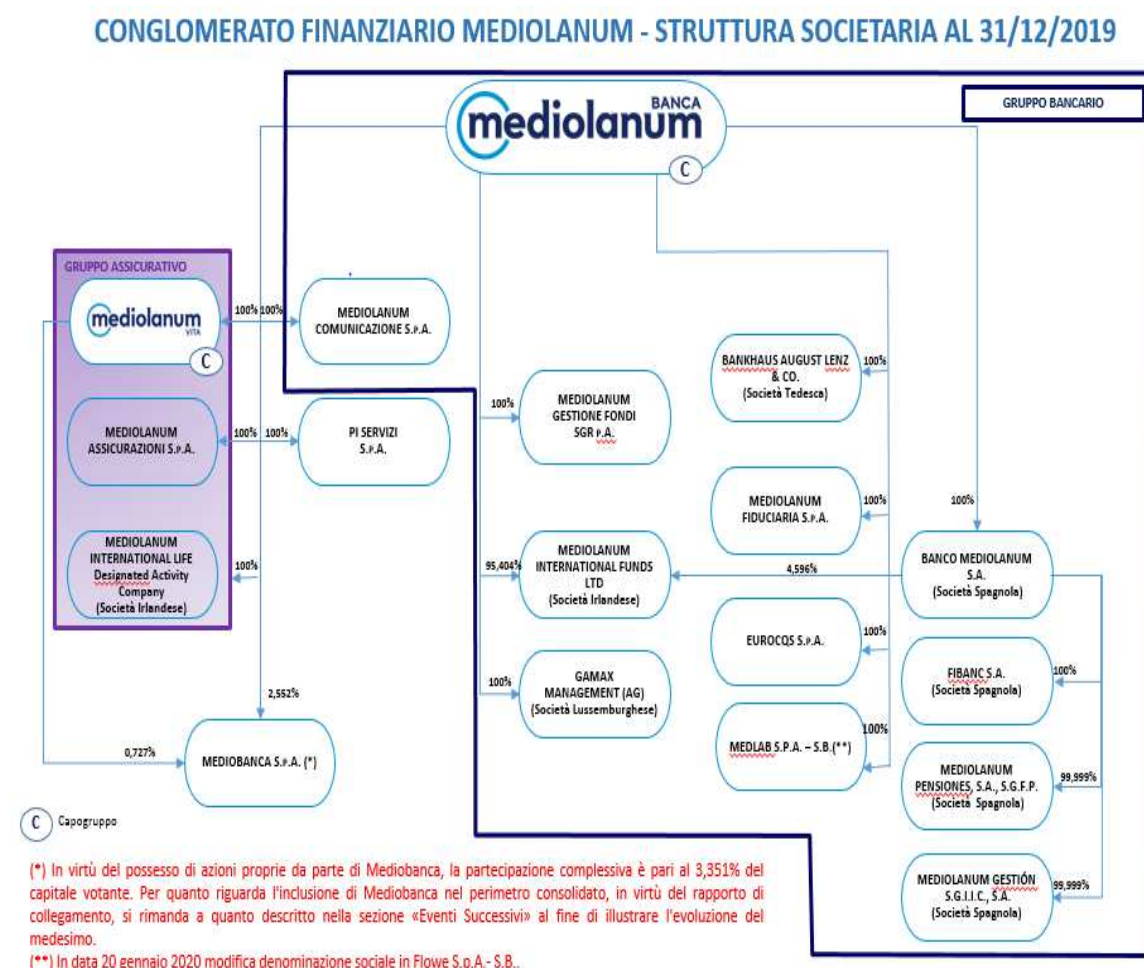 CONGLOMERATO FINANZIARIO MEDIOLANUM - STRUTTURA SOCIETARIA AL 31/12/2019
GRUPPO BANCARIO
BANCA
mediolanum
C
GRUPPO ASSICURATIVO
mediolanum
VITA
C
100%
100%
MEDIOLANUM
COMUNICAZIONE S.P.A.
MEDIOLANUM
ASSICURAZIONI S.P.A.
100%
100%
PI SERVIZI
S.P.A.
MEDIOLANUM
INTERNATIONAL LIFE
Designated Activity
Company
(Società Irlandese)
100%
2,552%
0,727%
MEDIOBANCA S.P.A. (*)
100%
MEDIOLANUM
GESTIONE FONDI
SGR P.A.
95,404%
MEDIOLANUM
INTERNATIONAL FUNDS
LTD
(Società Irlandese)
4,596%
100%
GAMAX
MANAGEMENT (AG)
(Società Lussemburghese)
BANKHAUS AUGUST LENZ
& CO.
(Società Tedesca)
100%
MEDIOLANUM
FIDUCIARIA S.P.A.
100%
EUROCQS S.P.A.
100%
MEDLAB S.P.A. – S.B.(**)
100%
100%
BANCO MEDIOLANUM
S.A.
(Società Spagnola)
FIBANC S.A.
(Società Spagnola)
100%
MEDIOLANUM
PENSIONES, S.A., S.G.F.P.
(Società Spagnola)
99,999%
MEDIOLANUM GESTIÓN
S.G.I.I.C., S.A.
(Società Spagnola)
99,999%
C Capogruppo
(*) In virtù del possesso di azioni proprie da parte di Mediobanca, la partecipazione complessiva è pari al 3,351% del
capitale votante. Per quanto riguarda l'inclusione di Mediobanca nel perimetro consolidato, in virtù del rapporto di
collegamento, si rimanda a quanto descritto nella sezione «Eventi Successivi» al fine di illustrare l'evoluzione del
medesimo.
(**) In data 20 gennaio 2020 modifica denominazione sociale in Flowe S.p.A.- S.B..